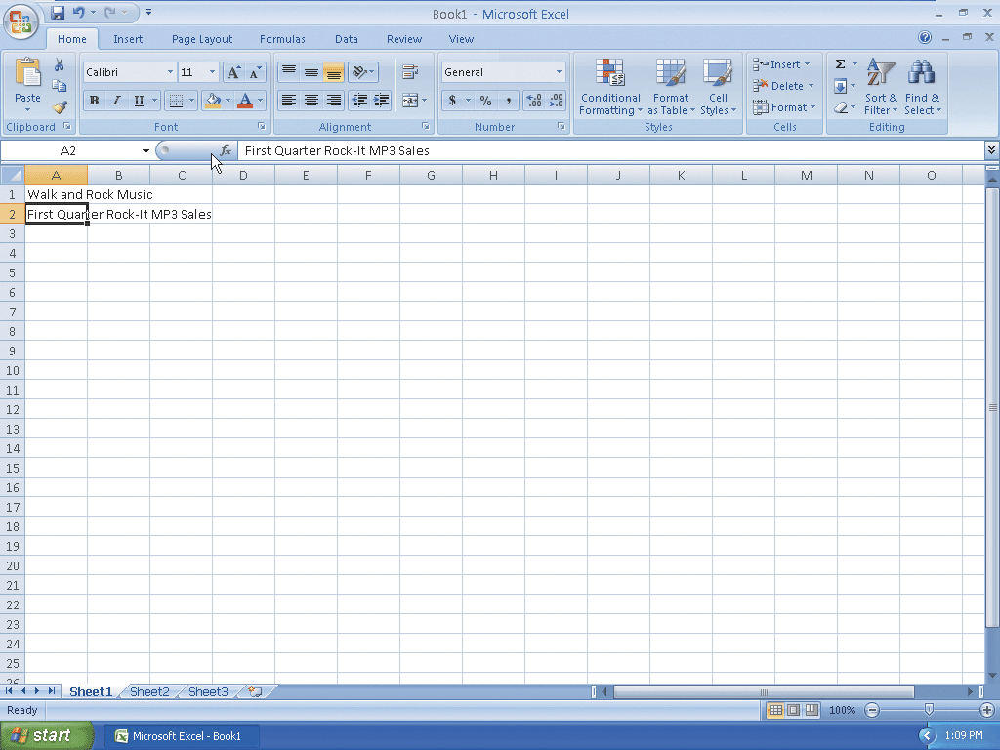 Book1 - Microsoft Excel
Home Insert Page Layout Formulas Data Review View
Calibri 11 A A General Σ Insert
Paste B I U A $ % , .00 .00 Conditional Formatting Format as Table Cell Styles Delete Format Sort & Filter Find & Select
Clipboard Font Alignment Number Styles Cells Editing
A2 fx First Quarter Rock-It MP3 Sales
A B C D E F G H I J K L M N O
1 Walk and Rock Music
2 First Quarter Rock-It MP3 Sales
3
4
5
6
7
8
9
10
11
12
13
14
15
16
17
18
19
20
21
22
23
24
25
26
Sheet1 Sheet2 Sheet3
Ready 100%
start Microsoft Excel - Book1 1:09 PM